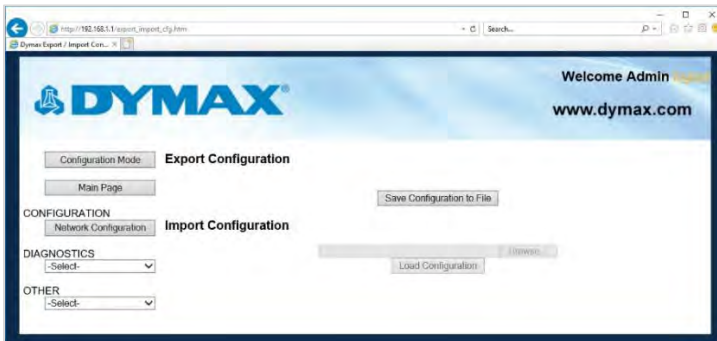 http://192.168.1.1/export_import_cfg.htm
Search...
Dymax Export / Import Con...
Welcome Admin
DYMAX®
www.dymax.com
Configuration Mode
Export Configuration
Main Page
Save Configuration to File
CONFIGURATION
Network Configuration
Import Configuration
DIAGNOSTICS
Browse...
-Select-
Load Configuration
OTHER
-Select-